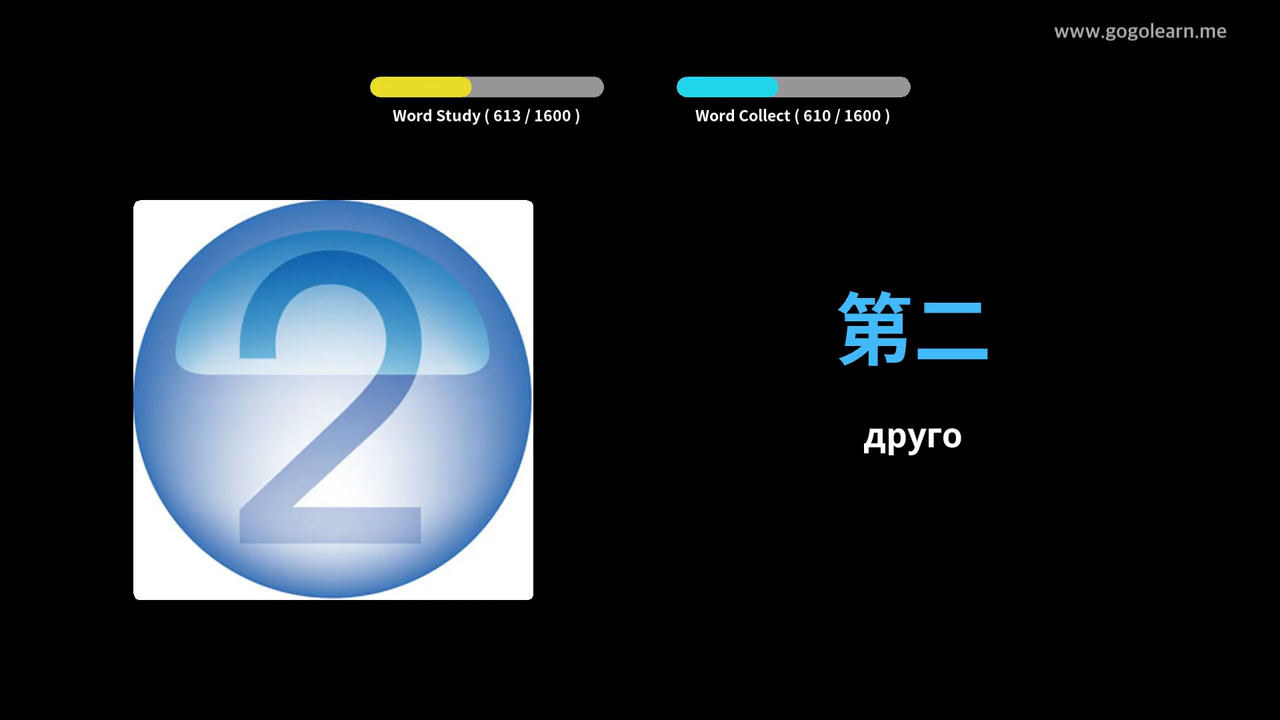 www.gogolearn.me
Word Study ( 613 / 1600 )
Word Collect ( 610 / 1600 )
2
第二
друго